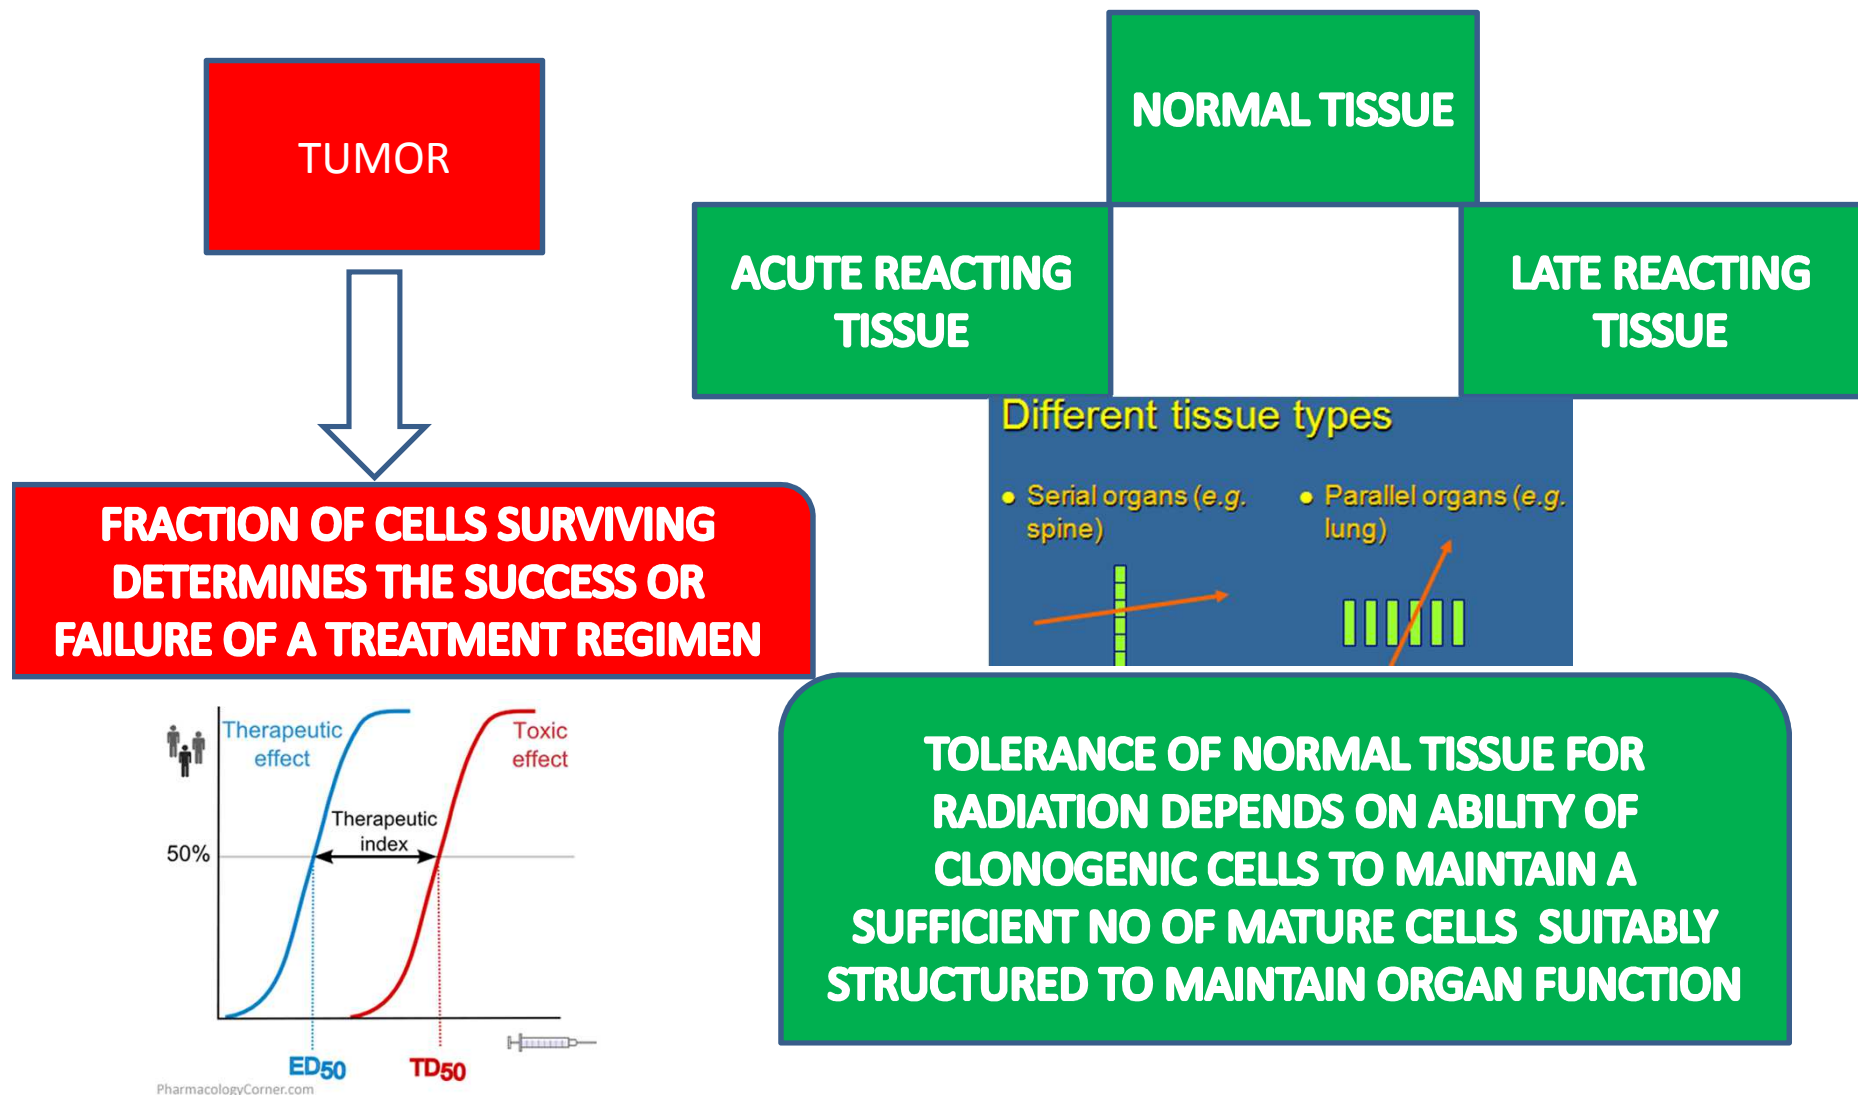 TUMOR
FRACTION OF CELLS SURVIVING
DETERMINES THE SUCCESS OR
FAILURE OF A TREATMENT REGIMEN
Therapeutic
effect
Toxic
effect
Therapeutic
index
50%
ED50
TD50
PharmacologyCorner.com
NORMAL TISSUE
ACUTE REACTING
TISSUE
LATE REACTING
TISSUE
Different tissue types
● Serial organs (e.g.
spine)
● Parallel organs (e.g.
lung)
TOLERANCE OF NORMAL TISSUE FOR
RADIATION DEPENDS ON ABILITY OF
CLONOGENIC CELLS TO MAINTAIN A
SUFFICIENT NO OF MATURE CELLS SUITABLY
STRUCTURED TO MAINTAIN ORGAN FUNCTION